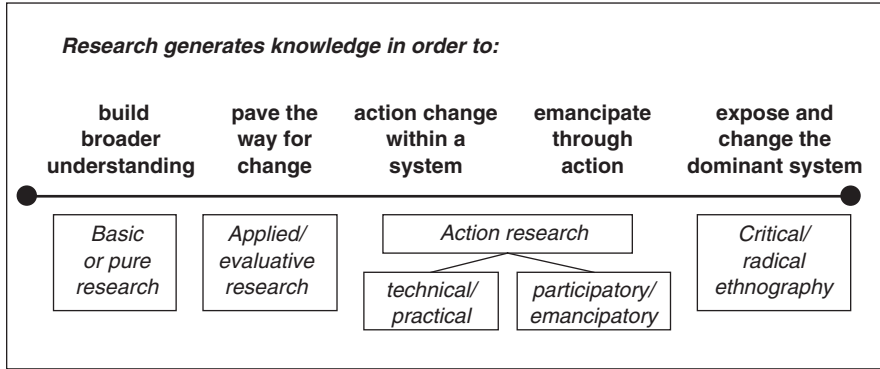 Research generates knowledge in order to:
build
broader
understanding
pave the
way for
change
action change
within a
system
emancipate
through
action
expose and
change the
dominant system
Basic
or pure
research
Applied/
evaluative
research
Action research
technical/
practical
participatory/
emancipatory
Critical/
radical
ethnography